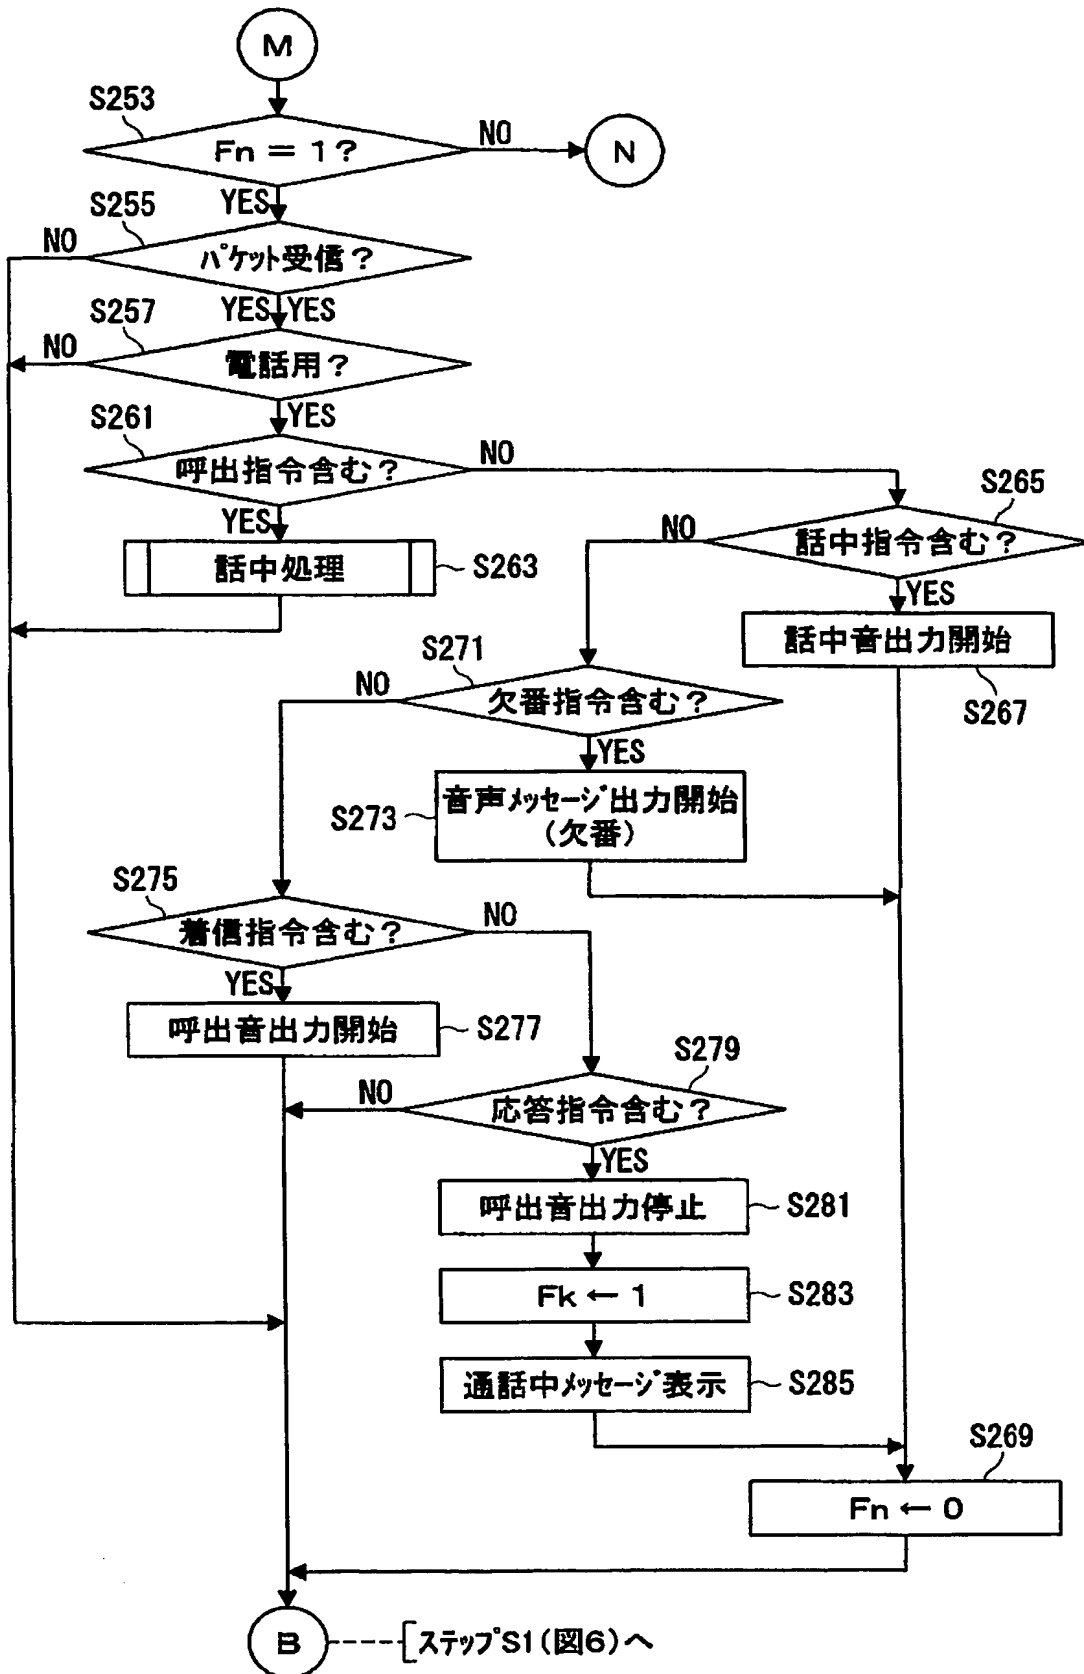 M
S253
Fn = 1?
NO
N
YES
S255
NO
パケット受信?
YES YES
S257
NO
電話用?
YES
S261
呼出指令含む?
NO
YES
S265
NO
話中指令含む?
話中処理
S263
YES
話中音出力開始
S267
S271
NO
欠番指令含む?
YES
S273
音声メッセージ出力開始
(欠番)
S275
着信指令含む?
NO
YES
呼出音出力開始
S277
S279
NO
応答指令含む?
YES
呼出音出力停止
S281
Fk ← 1
S283
通話中メッセージ表示
S285
S269
Fn ← 0
B
ステップS1(図6)へ